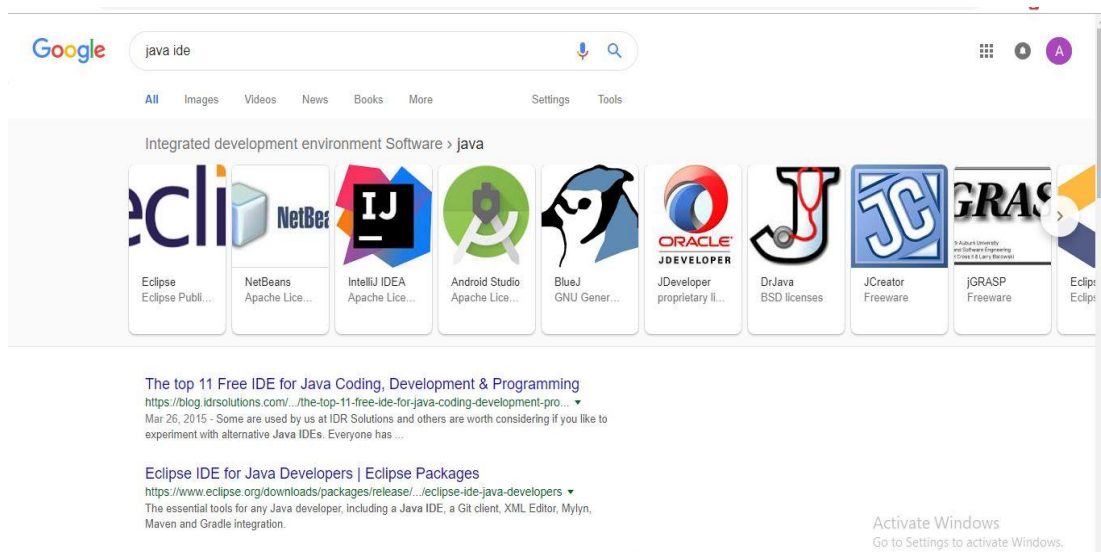 Google java ide A
All Images Videos News Books More Settings Tools
Integrated development environment Software › java
ecli NetBea IJ ORACLE JDEVELOPER J JC GRAS
Eclipse NetBeans IntelliJ IDEA Android Studio BlueJ JDeveloper DrJava JCreator jGRASP Eclip
Eclipse Publi... Apache Lice... Apache Lice... Apache Lice... GNU Gener... proprietary li... BSD licenses Freeware Freeware Eclips
The top 11 Free IDE for Java Coding, Development & Programming
https://blog.idrsolutions.com/.../the-top-11-free-ide-for-java-coding-development-pro... ▼
Mar 26, 2015 - Some are used by us at IDR Solutions and others are worth considering if you like to
experiment with alternative Java IDEs. Everyone has ...
Eclipse IDE for Java Developers | Eclipse Packages
https://www.eclipse.org/downloads/packages/release/.../eclipse-ide-java-developers ▼
The essential tools for any Java developer, including a Java IDE, a Git client, XML Editor, Mylyn,
Maven and Gradle integration.
Activate Windows
Go to Settings to activate Windows.